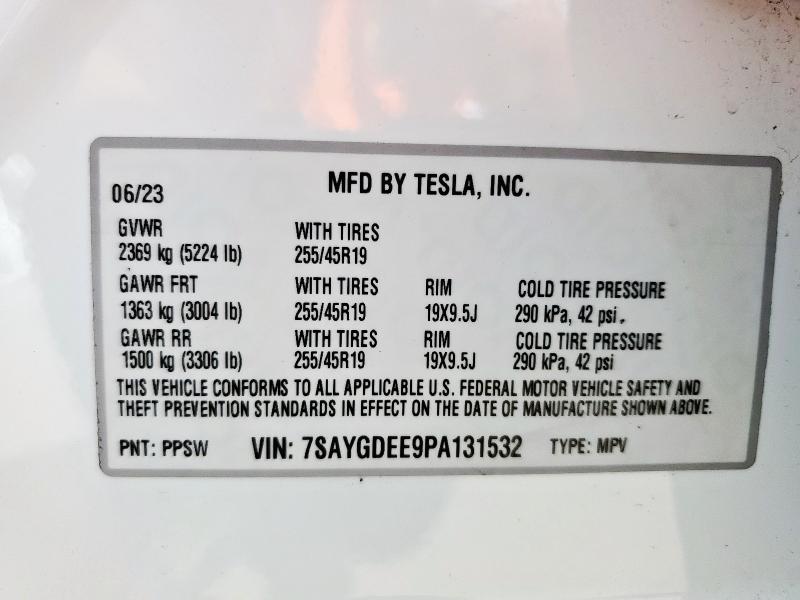 06/23 MFD BY TESLA, INC.
GVWR WITH TIRES
2369 kg (5224 lb) 255/45R19
GAWR FRT WITH TIRES RIM COLD TIRE PRESSURE
1363 kg (3004 lb) 255/45R19 19X9.5J 290 kPa, 42 psi.
GAWR RR WITH TIRES RIM COLD TIRE PRESSURE
1500 kg (3306 lb) 255/45R19 19X9.5J 290 kPa, 42 psi
THIS VEHICLE CONFORMS TO ALL APPLICABLE U.S. FEDERAL MOTOR VEHICLE SAFETY AND
THEFT PREVENTION STANDARDS IN EFFECT ON THE DATE OF MANUFACTURE SHOWN ABOVE.
PNT: PPSW VIN: 7SAYGDEE9PA131532 TYPE: MPV